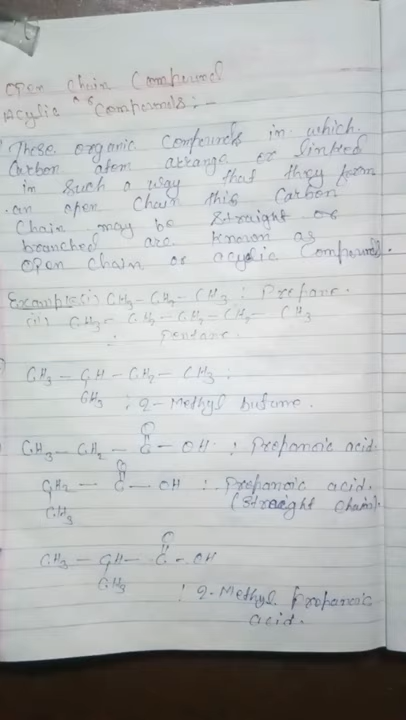 Open Chain Compound
Acylic Compounds :-
These organic compounds in which
Carbon atom arrange or linked
in such a way that they form
an open chain this Carbon
Chain may be Straight or
branched are known as
open chain or acyclic Compound.
Examples (i) CH3 - CH2 - CH3 : Propane.
(ii) CH3 - CH2 - CH2 - CH2 - CH3
: Pentane.
CH3 - CH - CH2 - CH3 :
CH3 : 2-Methyl butane.
O
CH3 - CH2 - C - OH : Propanoic acid.
O
CH2 - C - OH : Propanoic acid.
CH3 (Straight chain).
O
CH3 - CH - C - OH
CH3
: 2-Methyl Propanoic
acid.